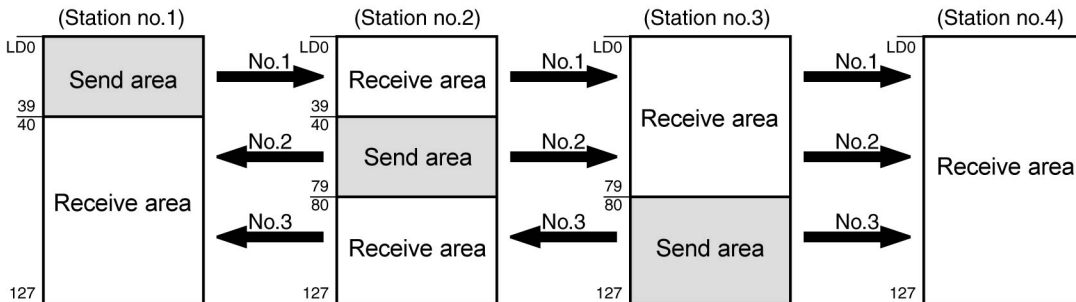 (Station no.1) (Station no.2) (Station no.3) (Station no.4)
LD0 LD0 LD0 LD0
Send area No.1 Receive area No.1 No.1
39 39
40 40
Receive area
No.2 Send area No.2 No.2
Receive area Receive area
79 79
80 80
No.3 Receive area No.3 Send area No.3
127 127 127 127